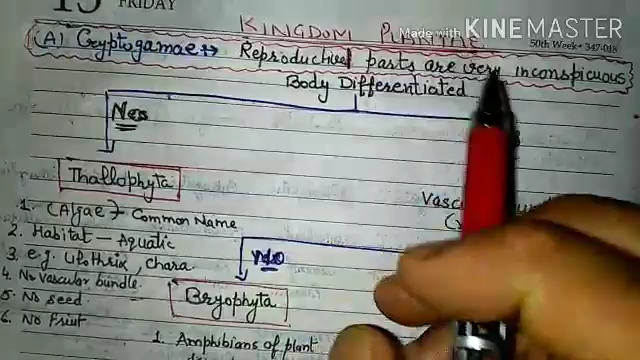 FRIDAY
KINGDOM PLANTAE
Made with KINEMASTER
50th Week • 347-018
(A) Cryptogamae :→ Reproductive parts are very inconspicuous
Body Differentiated
No
Thallophyta
1. (Algae) → Common Name
2. Habitat — Aquatic
3. e.g. Ulothrix, Chara
4. No vascular bundle.
5. No seed
6. No fruit
No
Bryophyta
1. Amphibians of plant